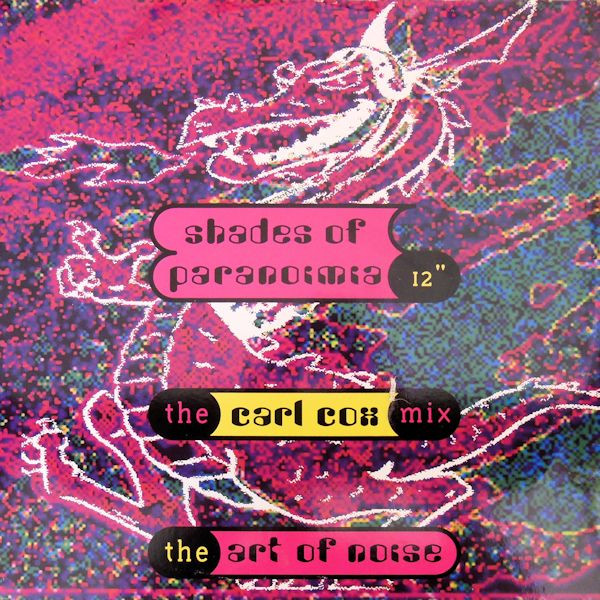 shades of
paranoimia 12"
the carl cox mix
the art of noise